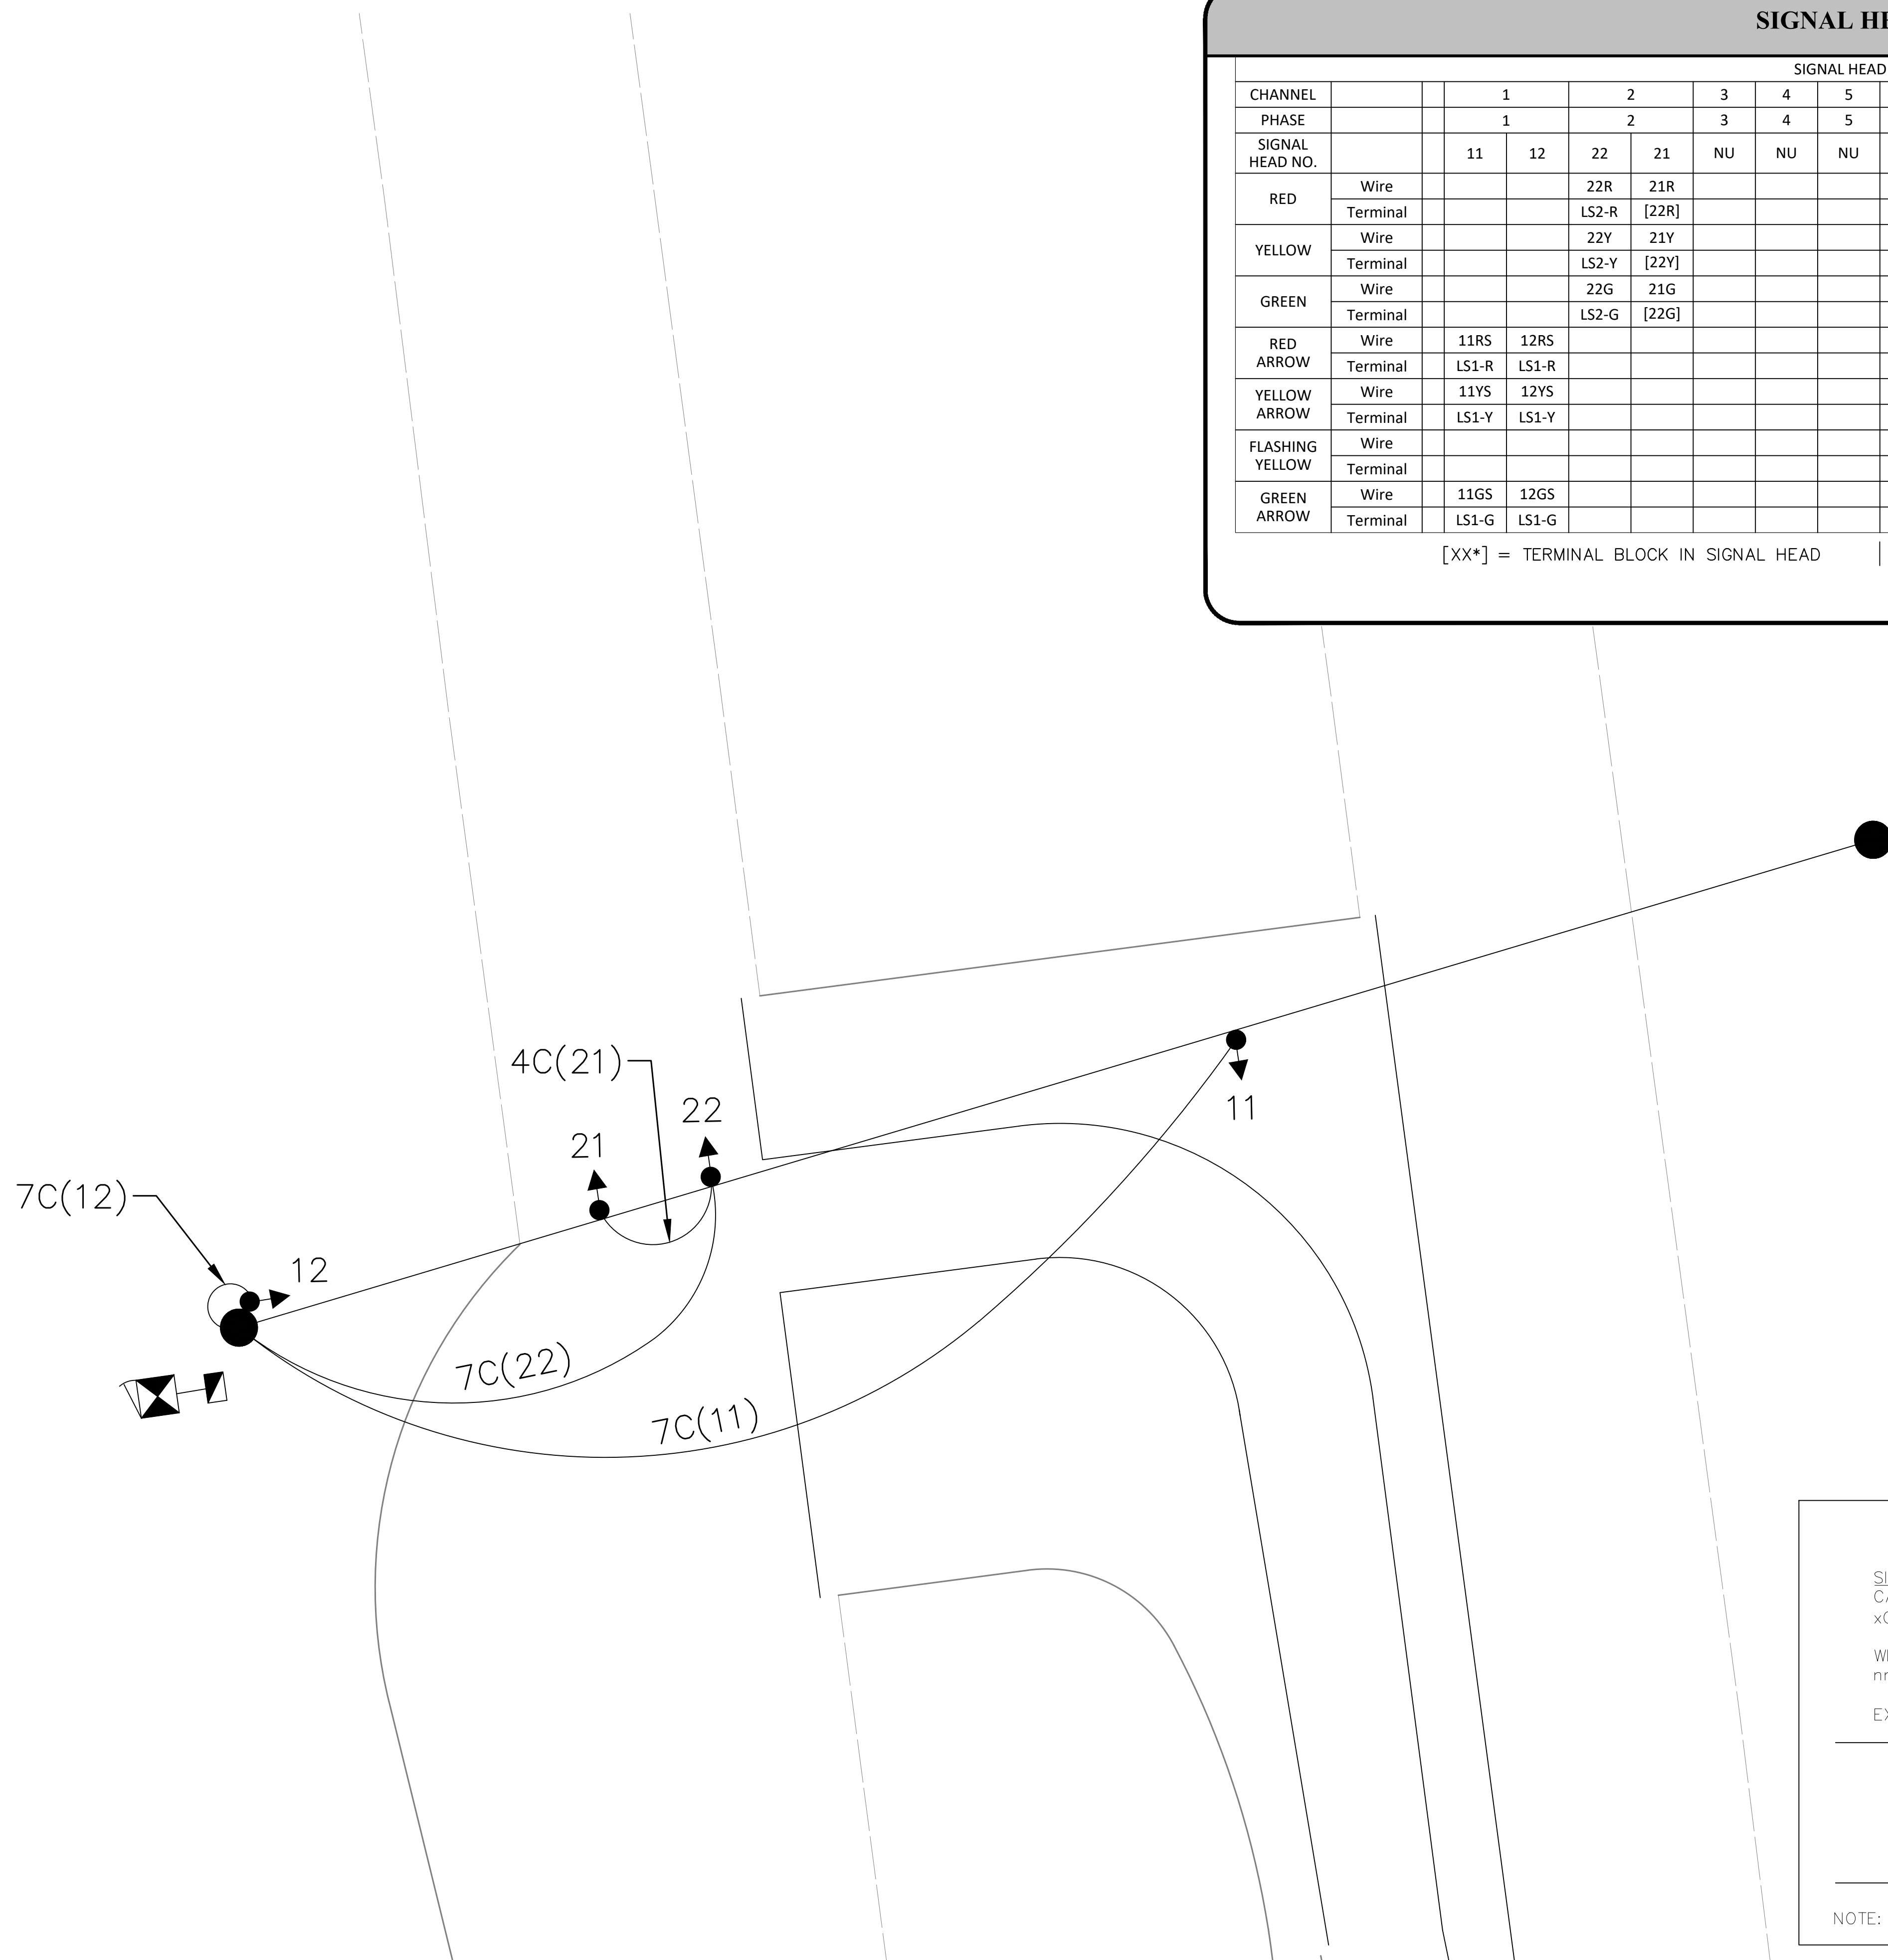 SIGNAL HE
SIGNAL HEAD
CHANNEL 1 2 3 4 5
PHASE 1 2 3 4 5
SIGNAL HEAD NO. 11 12 22 21 NU NU NU
RED Wire 22R 21R
Terminal LS2-R [22R]
YELLOW Wire 22Y 21Y
Terminal LS2-Y [22Y]
GREEN Wire 22G 21G
Terminal LS2-G [22G]
RED ARROW Wire 11RS 12RS
Terminal LS1-R LS1-R
YELLOW ARROW Wire 11YS 12YS
Terminal LS1-Y LS1-Y
FLASHING YELLOW Wire
Terminal
GREEN ARROW Wire 11GS 12GS
Terminal LS1-G LS1-G
[XX*] = TERMINAL BLOCK IN SIGNAL HEAD
4C(21)
22
21
11
7C(12)
12
7C(22)
7C(11)
NOTE: